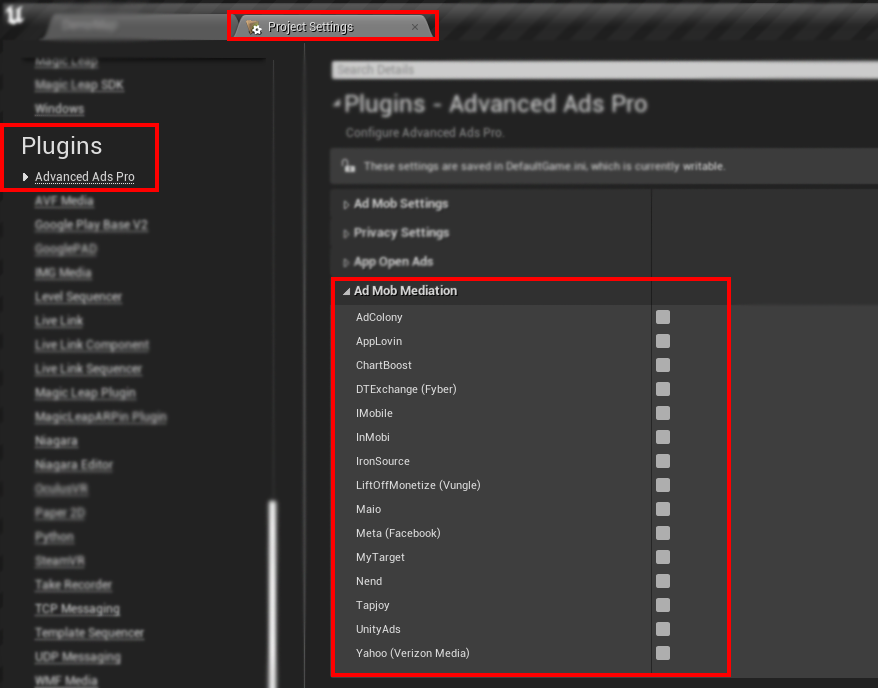 DemoMap
Project Settings
Magic Leap
Magic Leap SDK
Windows
Plugins
Advanced Ads Pro
AVF Media
Google Play Base V2
GooglePAD
IMG Media
Level Sequencer
Live Link
Live Link Component
Live Link Sequencer
Magic Leap Plugin
MagicLeapARPin Plugin
Niagara
Niagara Editor
OculusVR
Paper 2D
Python
SteamVR
Take Recorder
TCP Messaging
Template Sequencer
UDP Messaging
WMF Media
Search Details
Plugins - Advanced Ads Pro
Configure Advanced Ads Pro.
These settings are saved in DefaultGame.ini, which is currently writable.
Ad Mob Settings
Privacy Settings
App Open Ads
Ad Mob Mediation
AdColony
AppLovin
ChartBoost
DTExchange (Fyber)
IMobile
InMobi
IronSource
LiftOffMonetize (Vungle)
Maio
Meta (Facebook)
MyTarget
Nend
Tapjoy
UnityAds
Yahoo (Verizon Media)